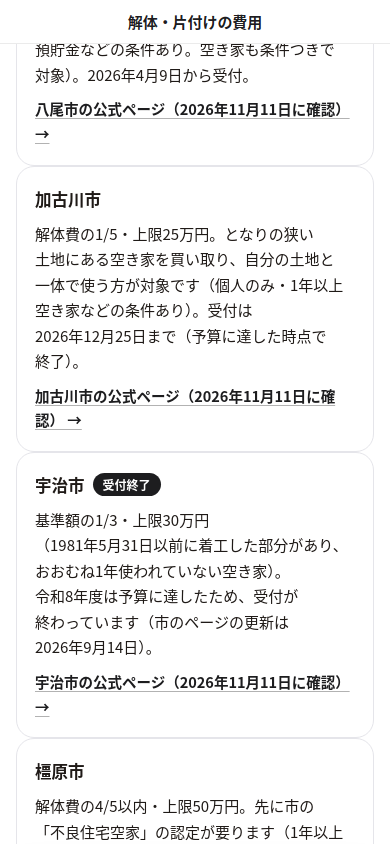 解体・片付けの費用
預貯金などの条件あり。空き家も条件つきで
対象)。2026年4月9日から受付。
八尾市の公式ページ（2026年11月11日に確認）
→
加古川市
解体費の1/5・上限25万円。となりの狭い
土地にある空き家を買い取り、自分の土地と
一体で使う方が対象です（個人のみ・1年以上
空き家などの条件あり）。受付は
2026年12月25日まで（予算に達した時点で
終了）。
加古川市の公式ページ（2026年11月11日に確
認） →
宇治市 受付終了
基準額の1/3・上限30万円
（1981年5月31日以前に着工した部分があり、
おおむね1年使われていない空き家）。
令和8年度は予算に達したため、受付が
終わっています（市のページの更新は
2026年9月14日）。
宇治市の公式ページ（2026年11月11日に確認）
→
橿原市
解体費の4/5以内・上限50万円。先に市の
「不良住宅空家」の認定が要ります（1年以上